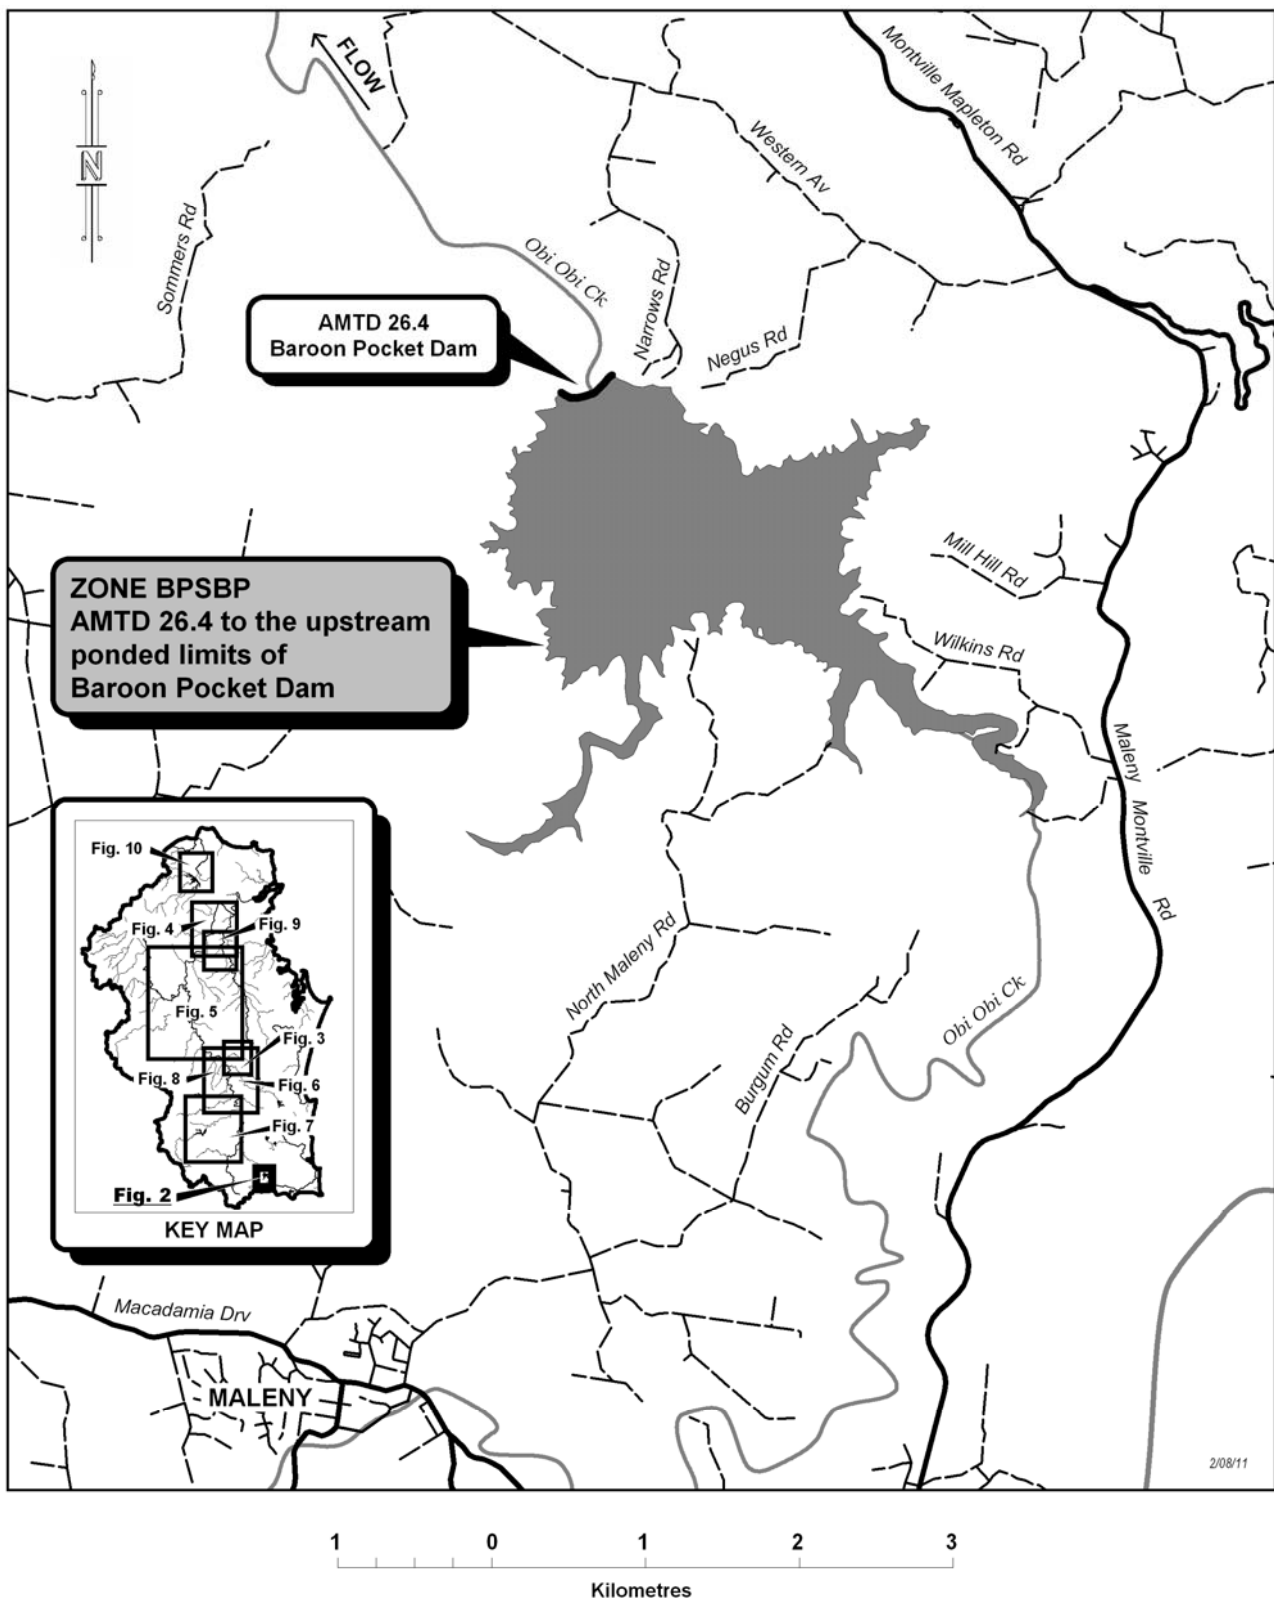 FLOW
N
Montville Mapleton Rd
Western Av
Sommers Rd
Obi Obi Ck
Narrows Rd
Negus Rd
AMTD 26.4
Baroon Pocket Dam
Mill Hill Rd
ZONE BPSBP
AMTD 26.4 to the upstream
ponded limits of
Baroon Pocket Dam
Wilkins Rd
Maleny Montville Rd
Fig. 10
Fig. 4
Fig. 9
Fig. 5
Fig. 3
Fig. 8
Fig. 6
Fig. 7
Fig. 2
KEY MAP
North Maleny Rd
Burgum Rd
Obi Obi Ck
Macadamia Drv
MALENY
2/08/11
1 0 1 2 3
Kilometres